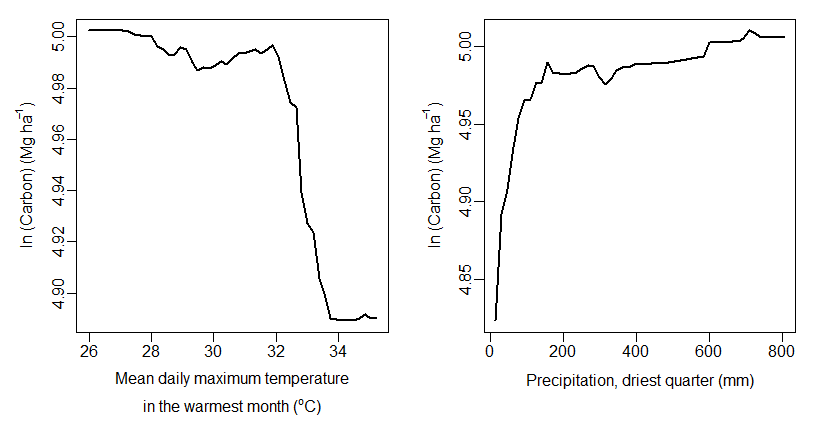 ln (Carbon) (Mg ha⁻¹)
5.00
4.98
4.96
4.94
4.92
4.90
26 28 30 32 34
Mean daily maximum temperature
in the warmest month (°C)
ln (Carbon) (Mg ha⁻¹)
5.00
4.95
4.90
4.85
0 200 400 600 800
Precipitation, driest quarter (mm)